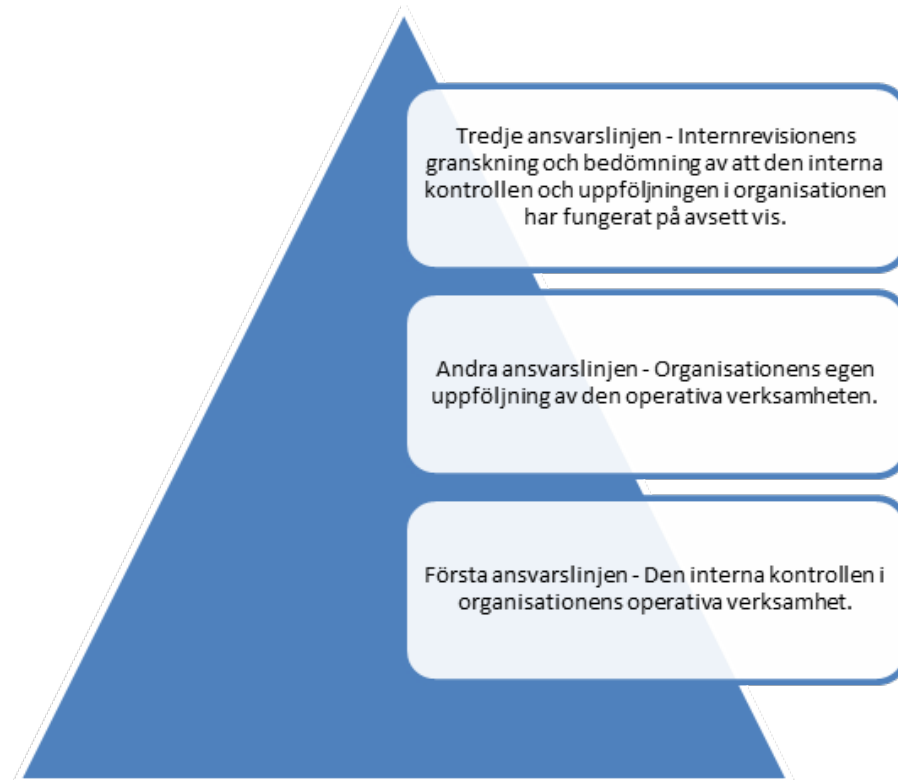 Tredje ansvarslinjen - Internrevisionens
granskning och bedömning av att den interna
kontrollen och uppföljningen i organisationen
har fungerat på avsett vis.
Andra ansvarslinjen - Organisationens egen
uppföljning av den operativa verksamheten.
Första ansvarslinjen - Den interna kontrollen i
organisationens operativa verksamhet.